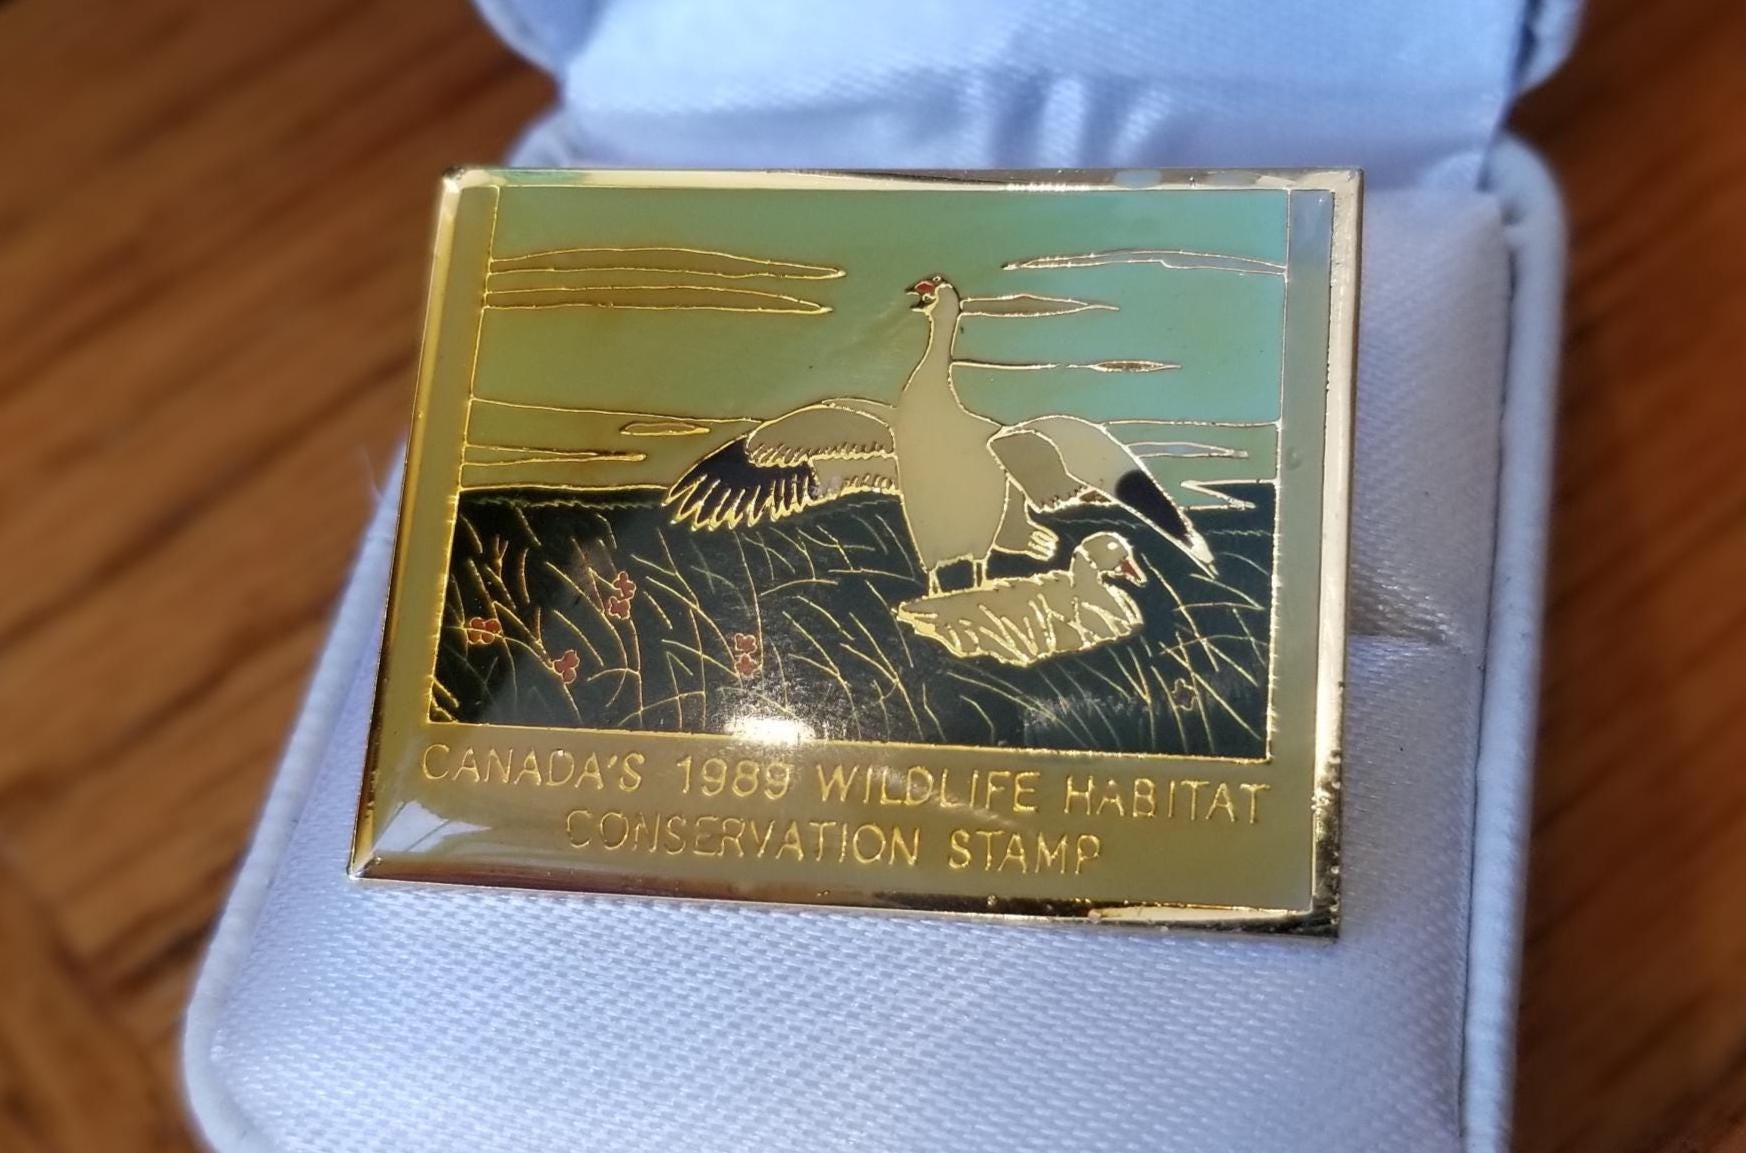 CANADA'S 1989 WILDLIFE HABITAT
CONSERVATION STAMP